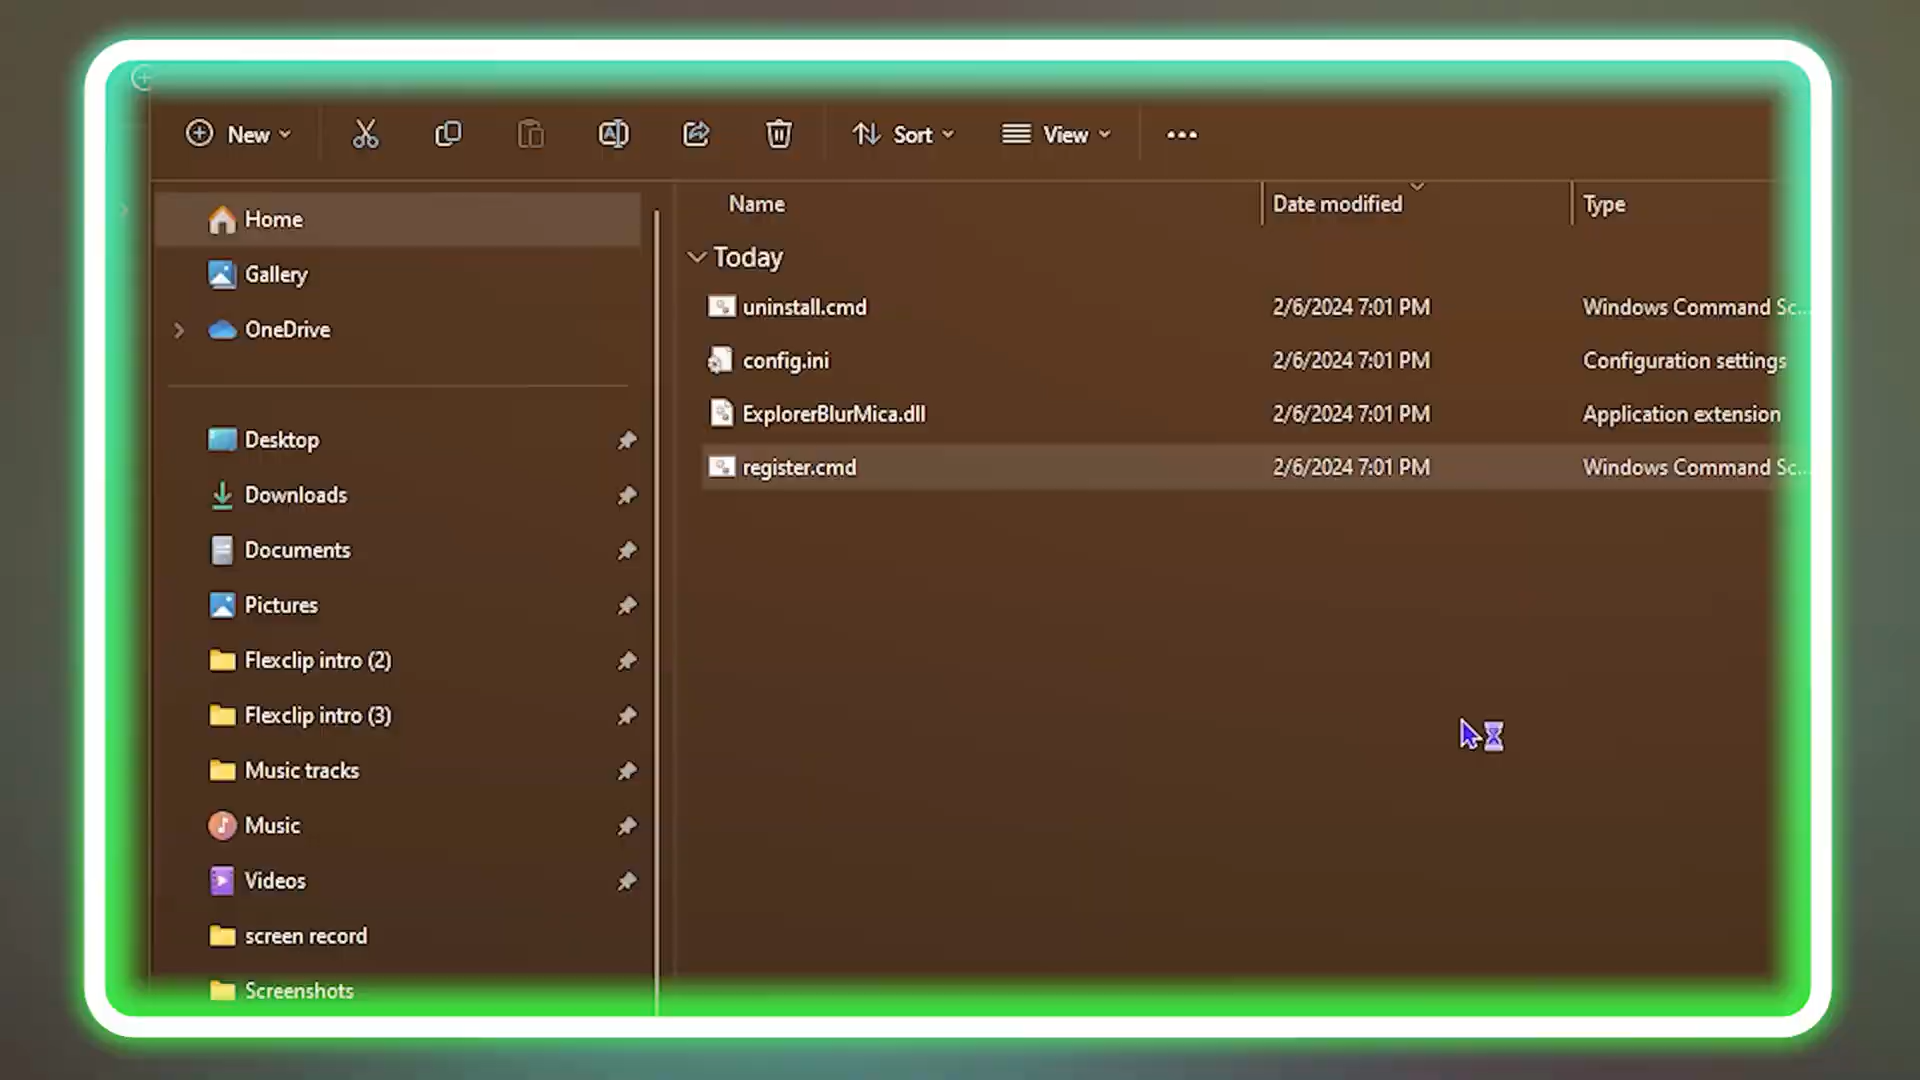 New
Sort
View
Home
Gallery
OneDrive
Desktop
Downloads
Documents
Pictures
Flexclip intro (2)
Flexclip intro (3)
Music tracks
Music
Videos
screen record
Screenshots
Name Date modified Type
Today
uninstall.cmd 2/6/2024 7:01 PM Windows Command Sc...
config.ini 2/6/2024 7:01 PM Configuration settings
ExplorerBlurMica.dll 2/6/2024 7:01 PM Application extension
register.cmd 2/6/2024 7:01 PM Windows Command Sc...